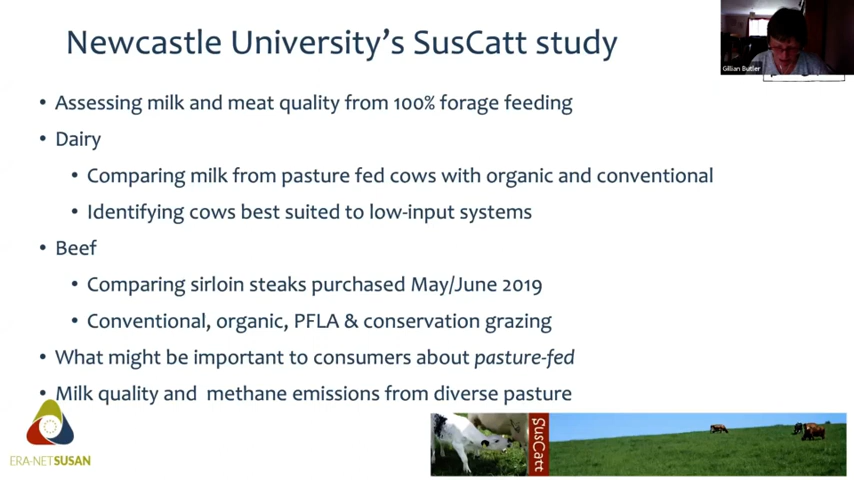 Newcastle University's SusCatt study
Gillian Butler
• Assessing milk and meat quality from 100% forage feeding
• Dairy
• Comparing milk from pasture fed cows with organic and conventional
• Identifying cows best suited to low-input systems
• Beef
• Comparing sirloin steaks purchased May/June 2019
• Conventional, organic, PFLA & conservation grazing
• What might be important to consumers about pasture-fed
• Milk quality and methane emissions from diverse pasture
ERA-NETSUSAN
SusCatt